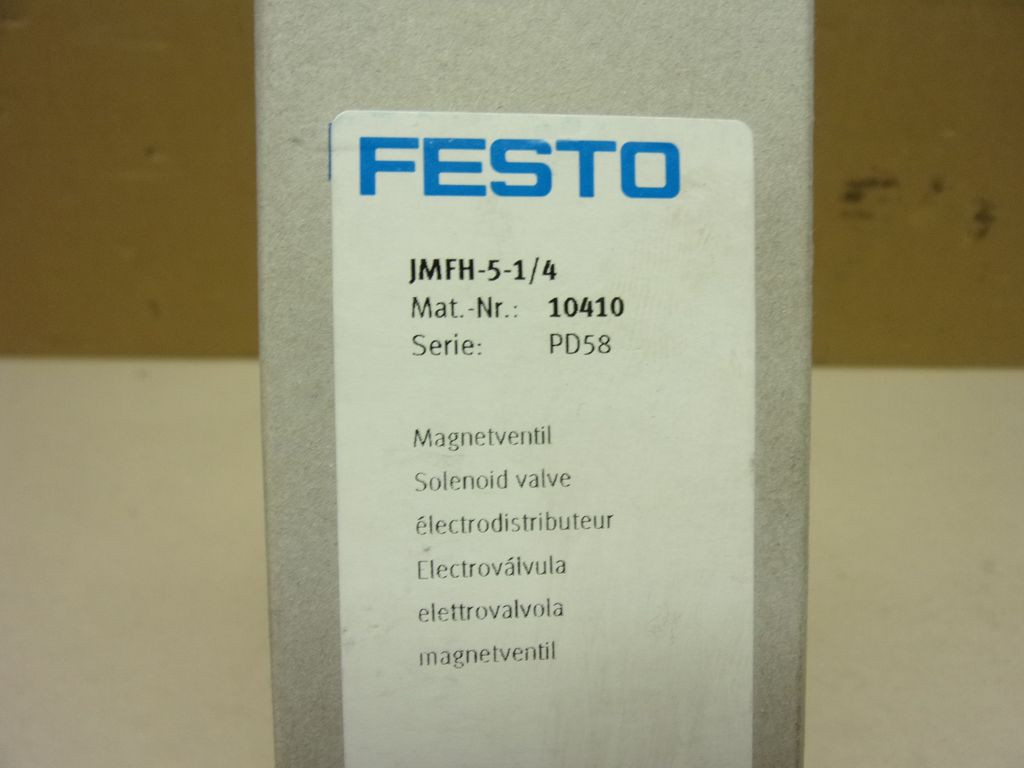 FESTO
JMFH-5-1/4
Mat.-Nr.: 10410
Serie: PD58
Magnetventil
Solenoid valve
électrodistributeur
Electroválvula
elettrovalvola
magnetventil